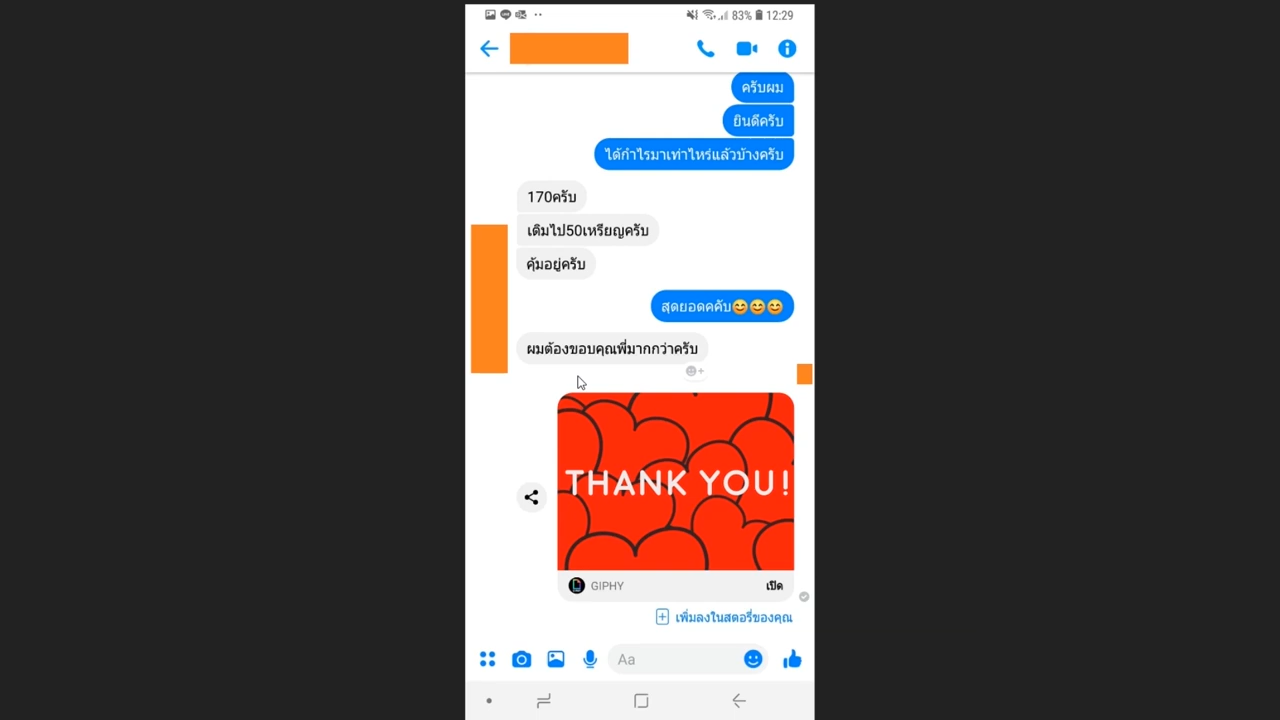 83% 12:29
ครับผม
ยินดีครับ
ได้กำไรมาเท่าไหร่แล้วบ้างครับ
170ครับ
เติมไป50เหรียญครับ
คุ้มอยู่ครับ
สุดยอดคคับ😊😊😊
ผมต้องขอบคุณพี่มากกว่าครับ
THANK YOU!
GIPHY เปิด
เพิ่มลงในสตอรี่ของคุณ
Aa